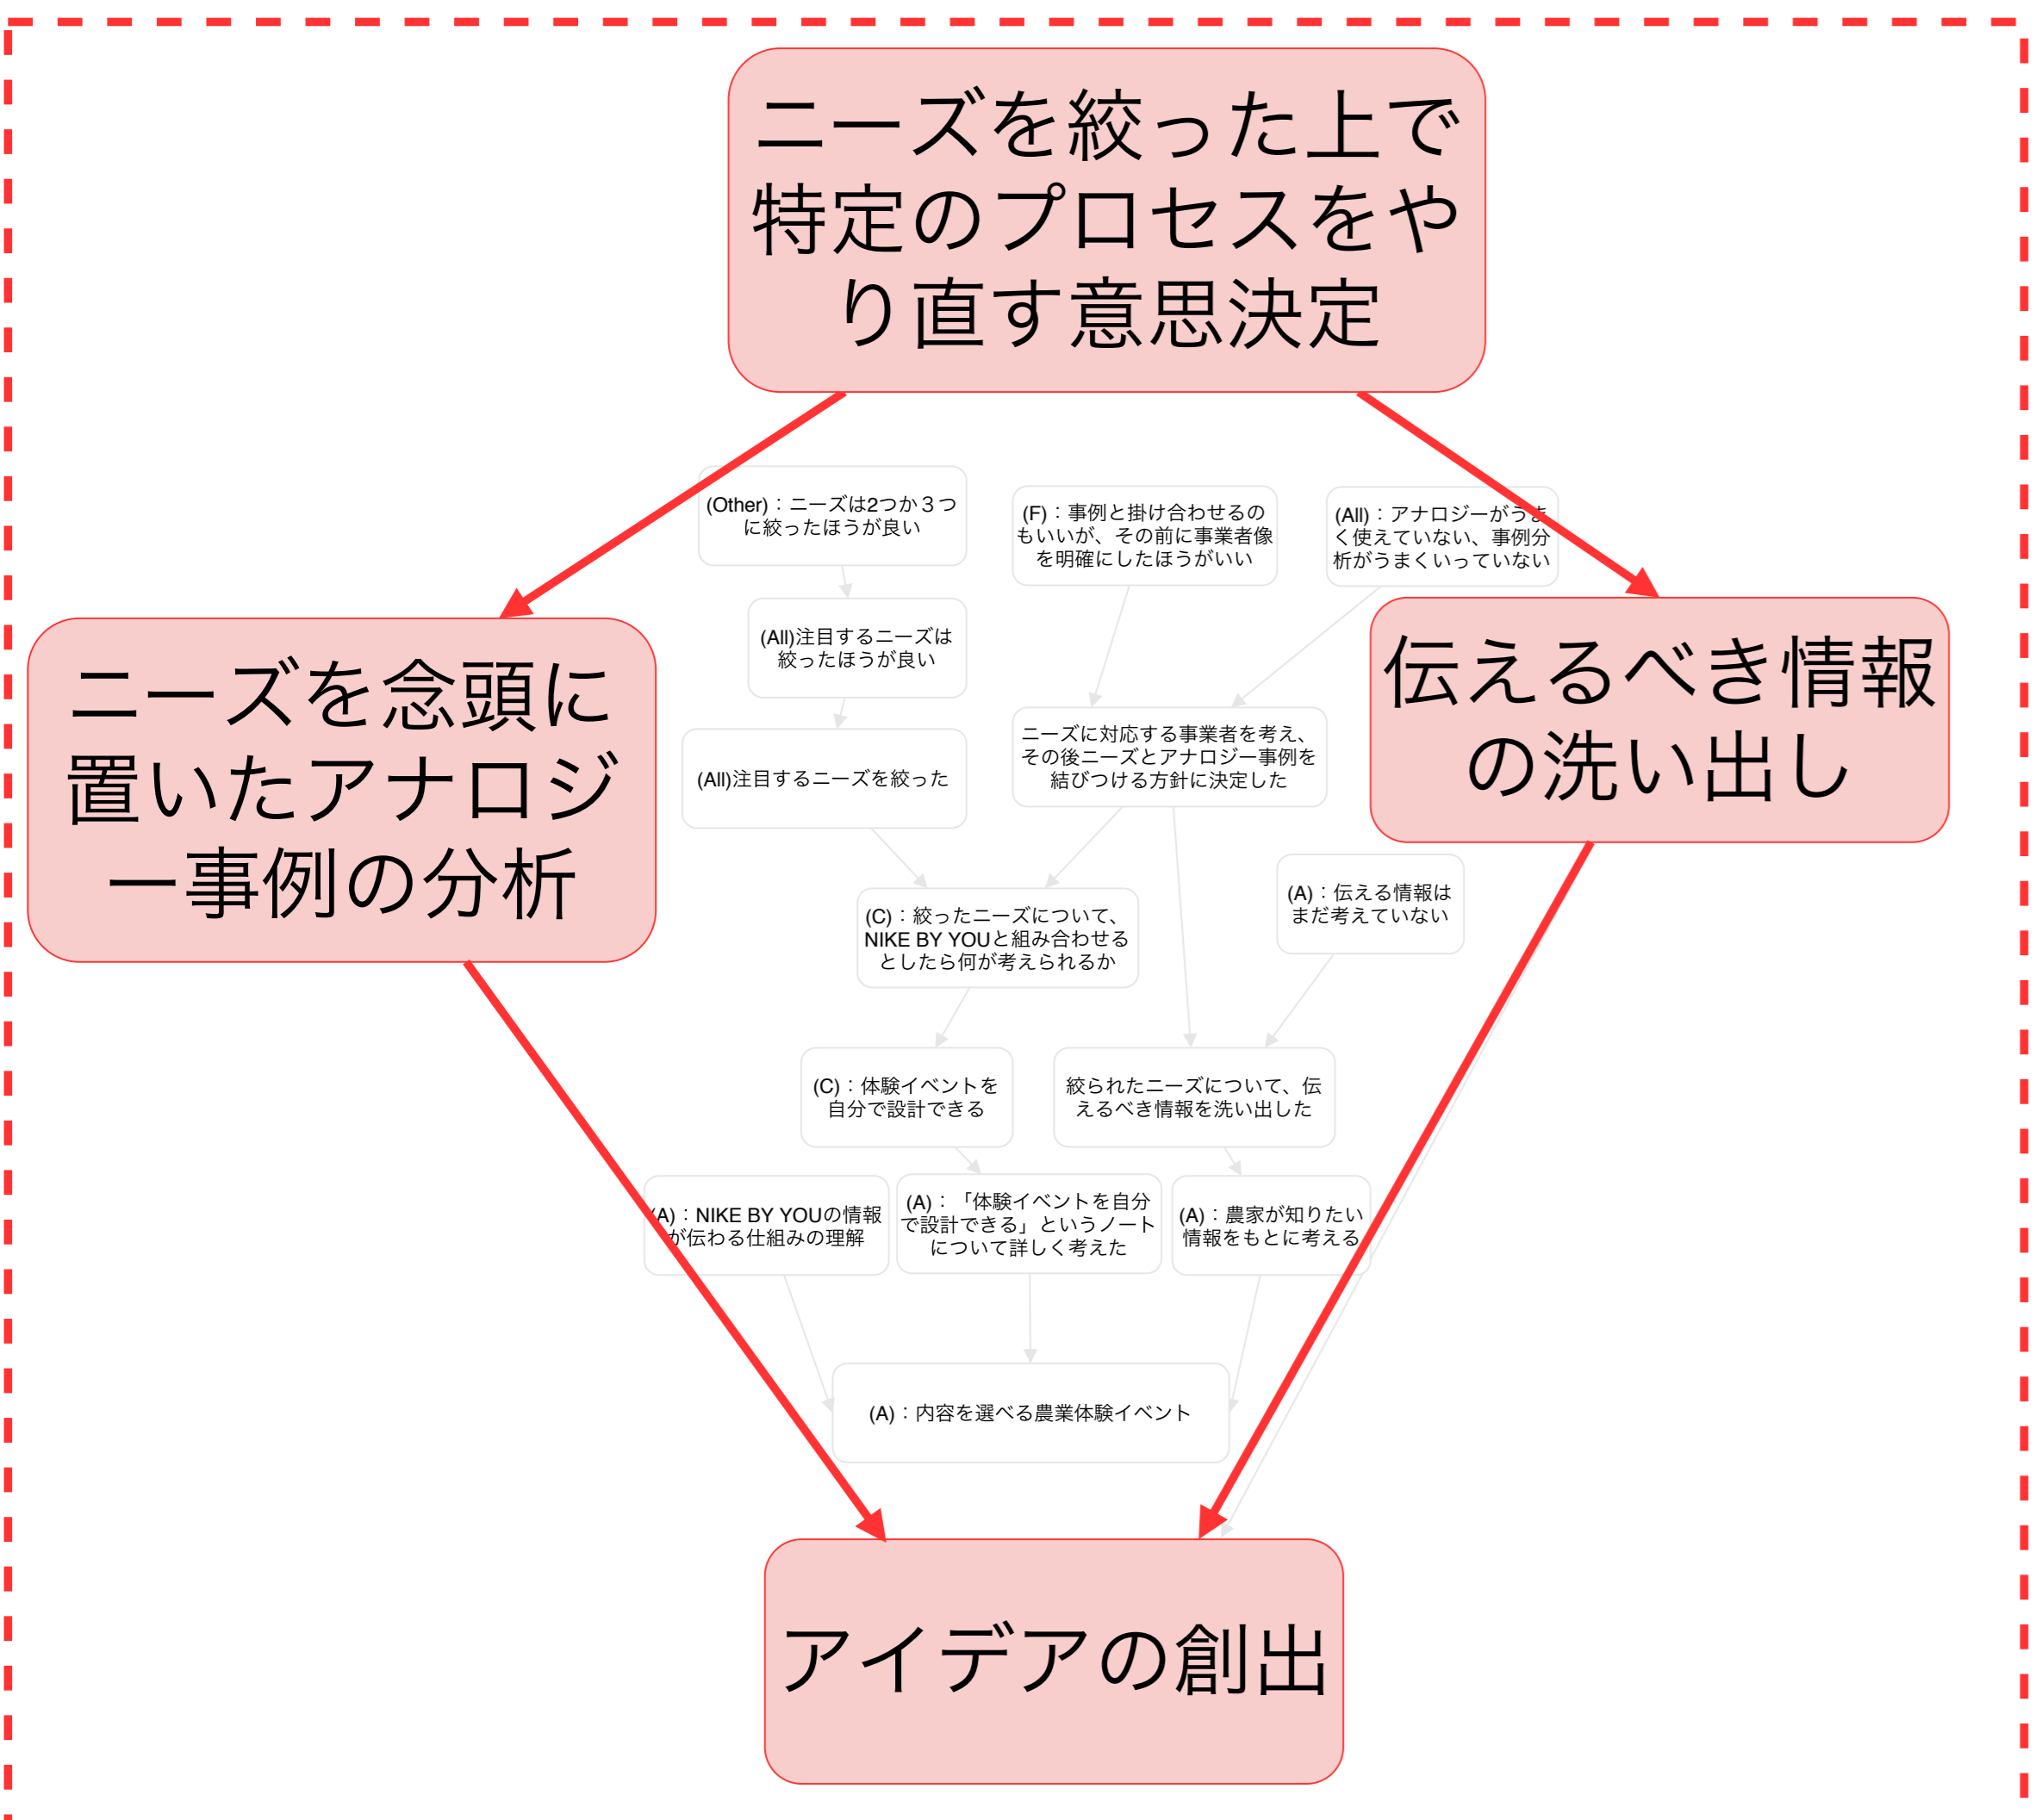 ニーズを絞った上で
特定のプロセスをや
り直す意思決定
(Other)：ニーズは2つか３つ
に絞ったほうが良い
(F)：事例と掛け合わせるの
もいいが、その前に事業者像
を明確にしたほうがいい
(All)：アナロジーがうま
く使えていない、事例分
析がうまくいっていない
(All)注目するニーズは
絞ったほうが良い
ニーズを念頭に
置いたアナロジ
ー事例の分析
伝えるべき情報
の洗い出し
(All)注目するニーズを絞った
ニーズに対応する事業者を考え、
その後ニーズとアナロジー事例を
結びつける方針に決定した
(C)：絞ったニーズについて、
NIKE BY YOUと組み合わせる
としたら何が考えられるか
(A)：伝える情報は
まだ考えていない
(C)：体験イベントを
自分で設計できる
絞られたニーズについて、伝
えるべき情報を洗い出した
(A)：NIKE BY YOUの情報
が伝わる仕組みの理解
(A)：「体験イベントを自分
で設計できる」というノート
について詳しく考えた
(A)：農家が知りたい
情報をもとに考える
(A)：内容を選べる農業体験イベント
アイデアの創出